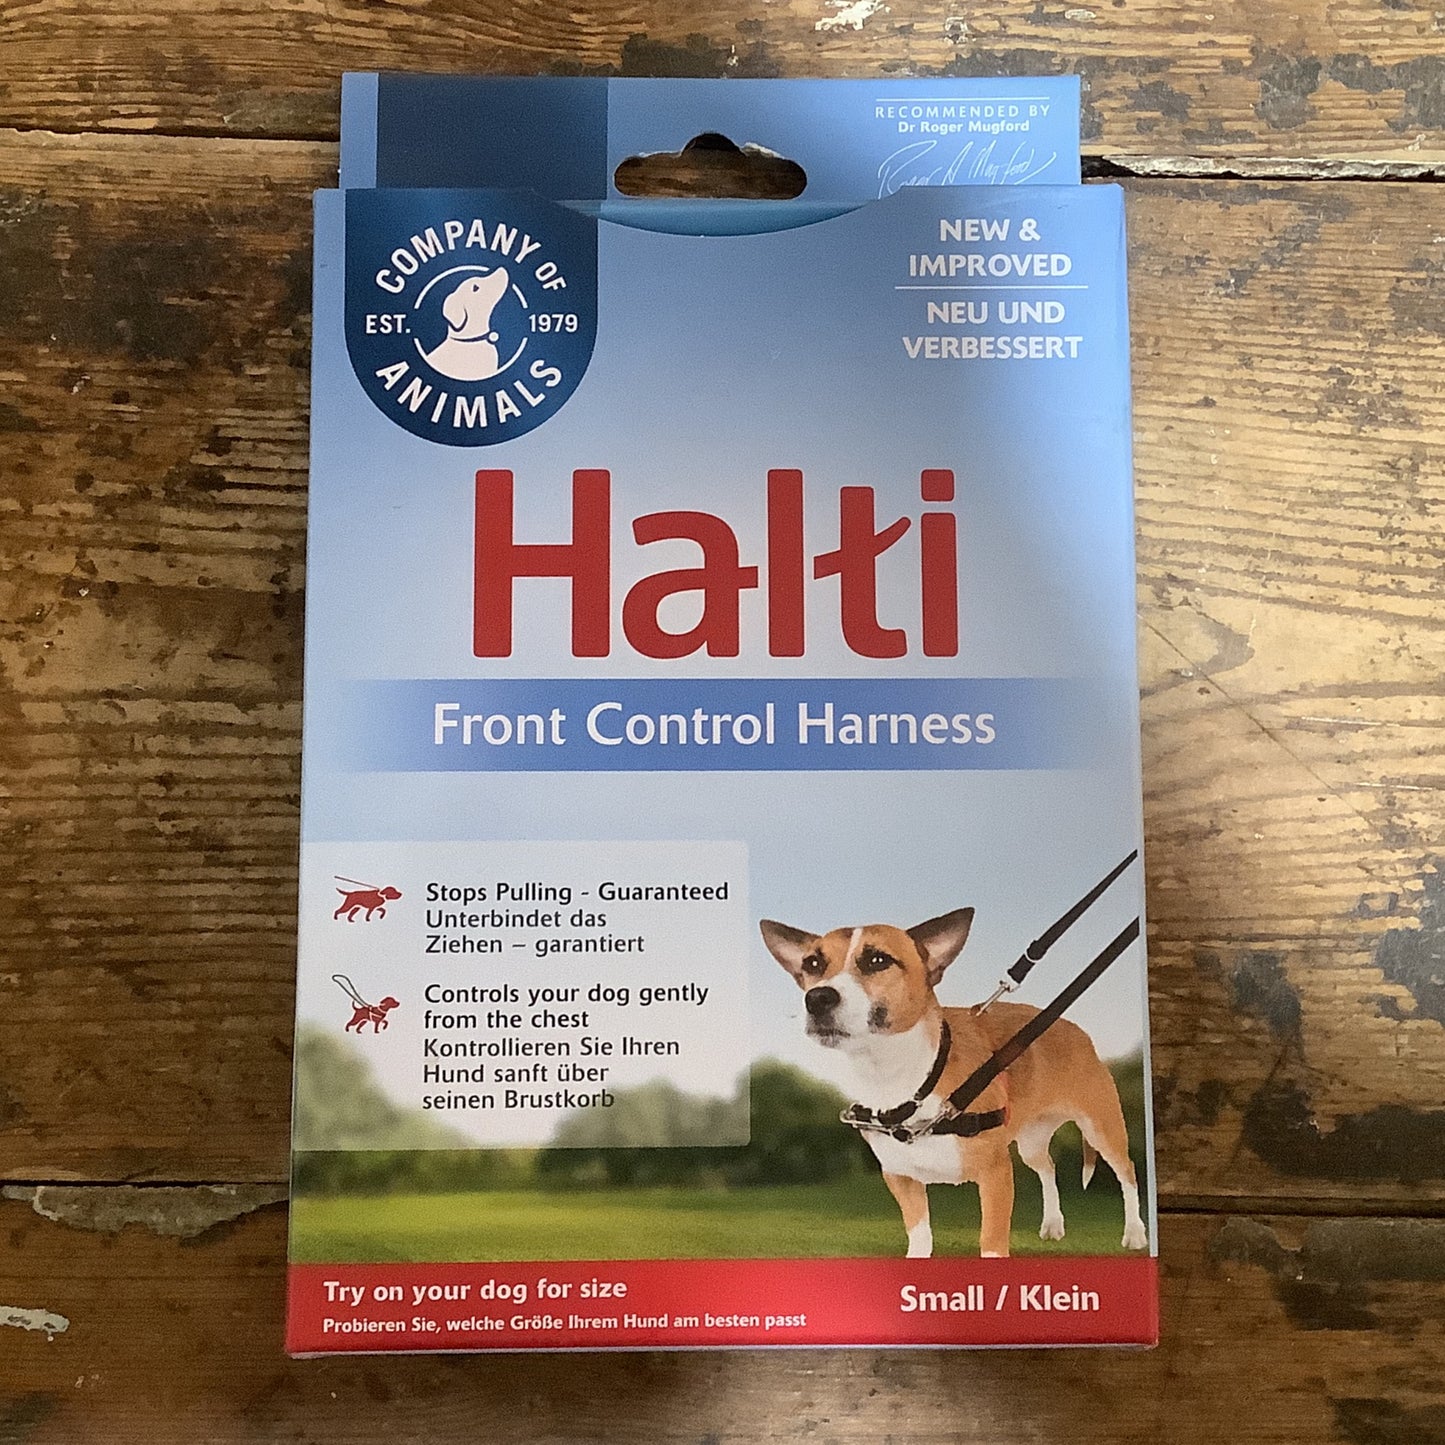 RECOMMENDED BY
Dr Roger Mugford
Roger A. Mugford
COMPANY OF
EST. 1979
ANIMALS
NEW &
IMPROVED
NEU UND
VERBESSERT
Halti
Front Control Harness
Stops Pulling - Guaranteed
Unterbindet das
Ziehen – garantiert
Controls your dog gently
from the chest
Kontrollieren Sie Ihren
Hund sanft über
seinen Brustkorb
Try on your dog for size
Probieren Sie, welche Größe Ihrem Hund am besten passt
Small / Klein